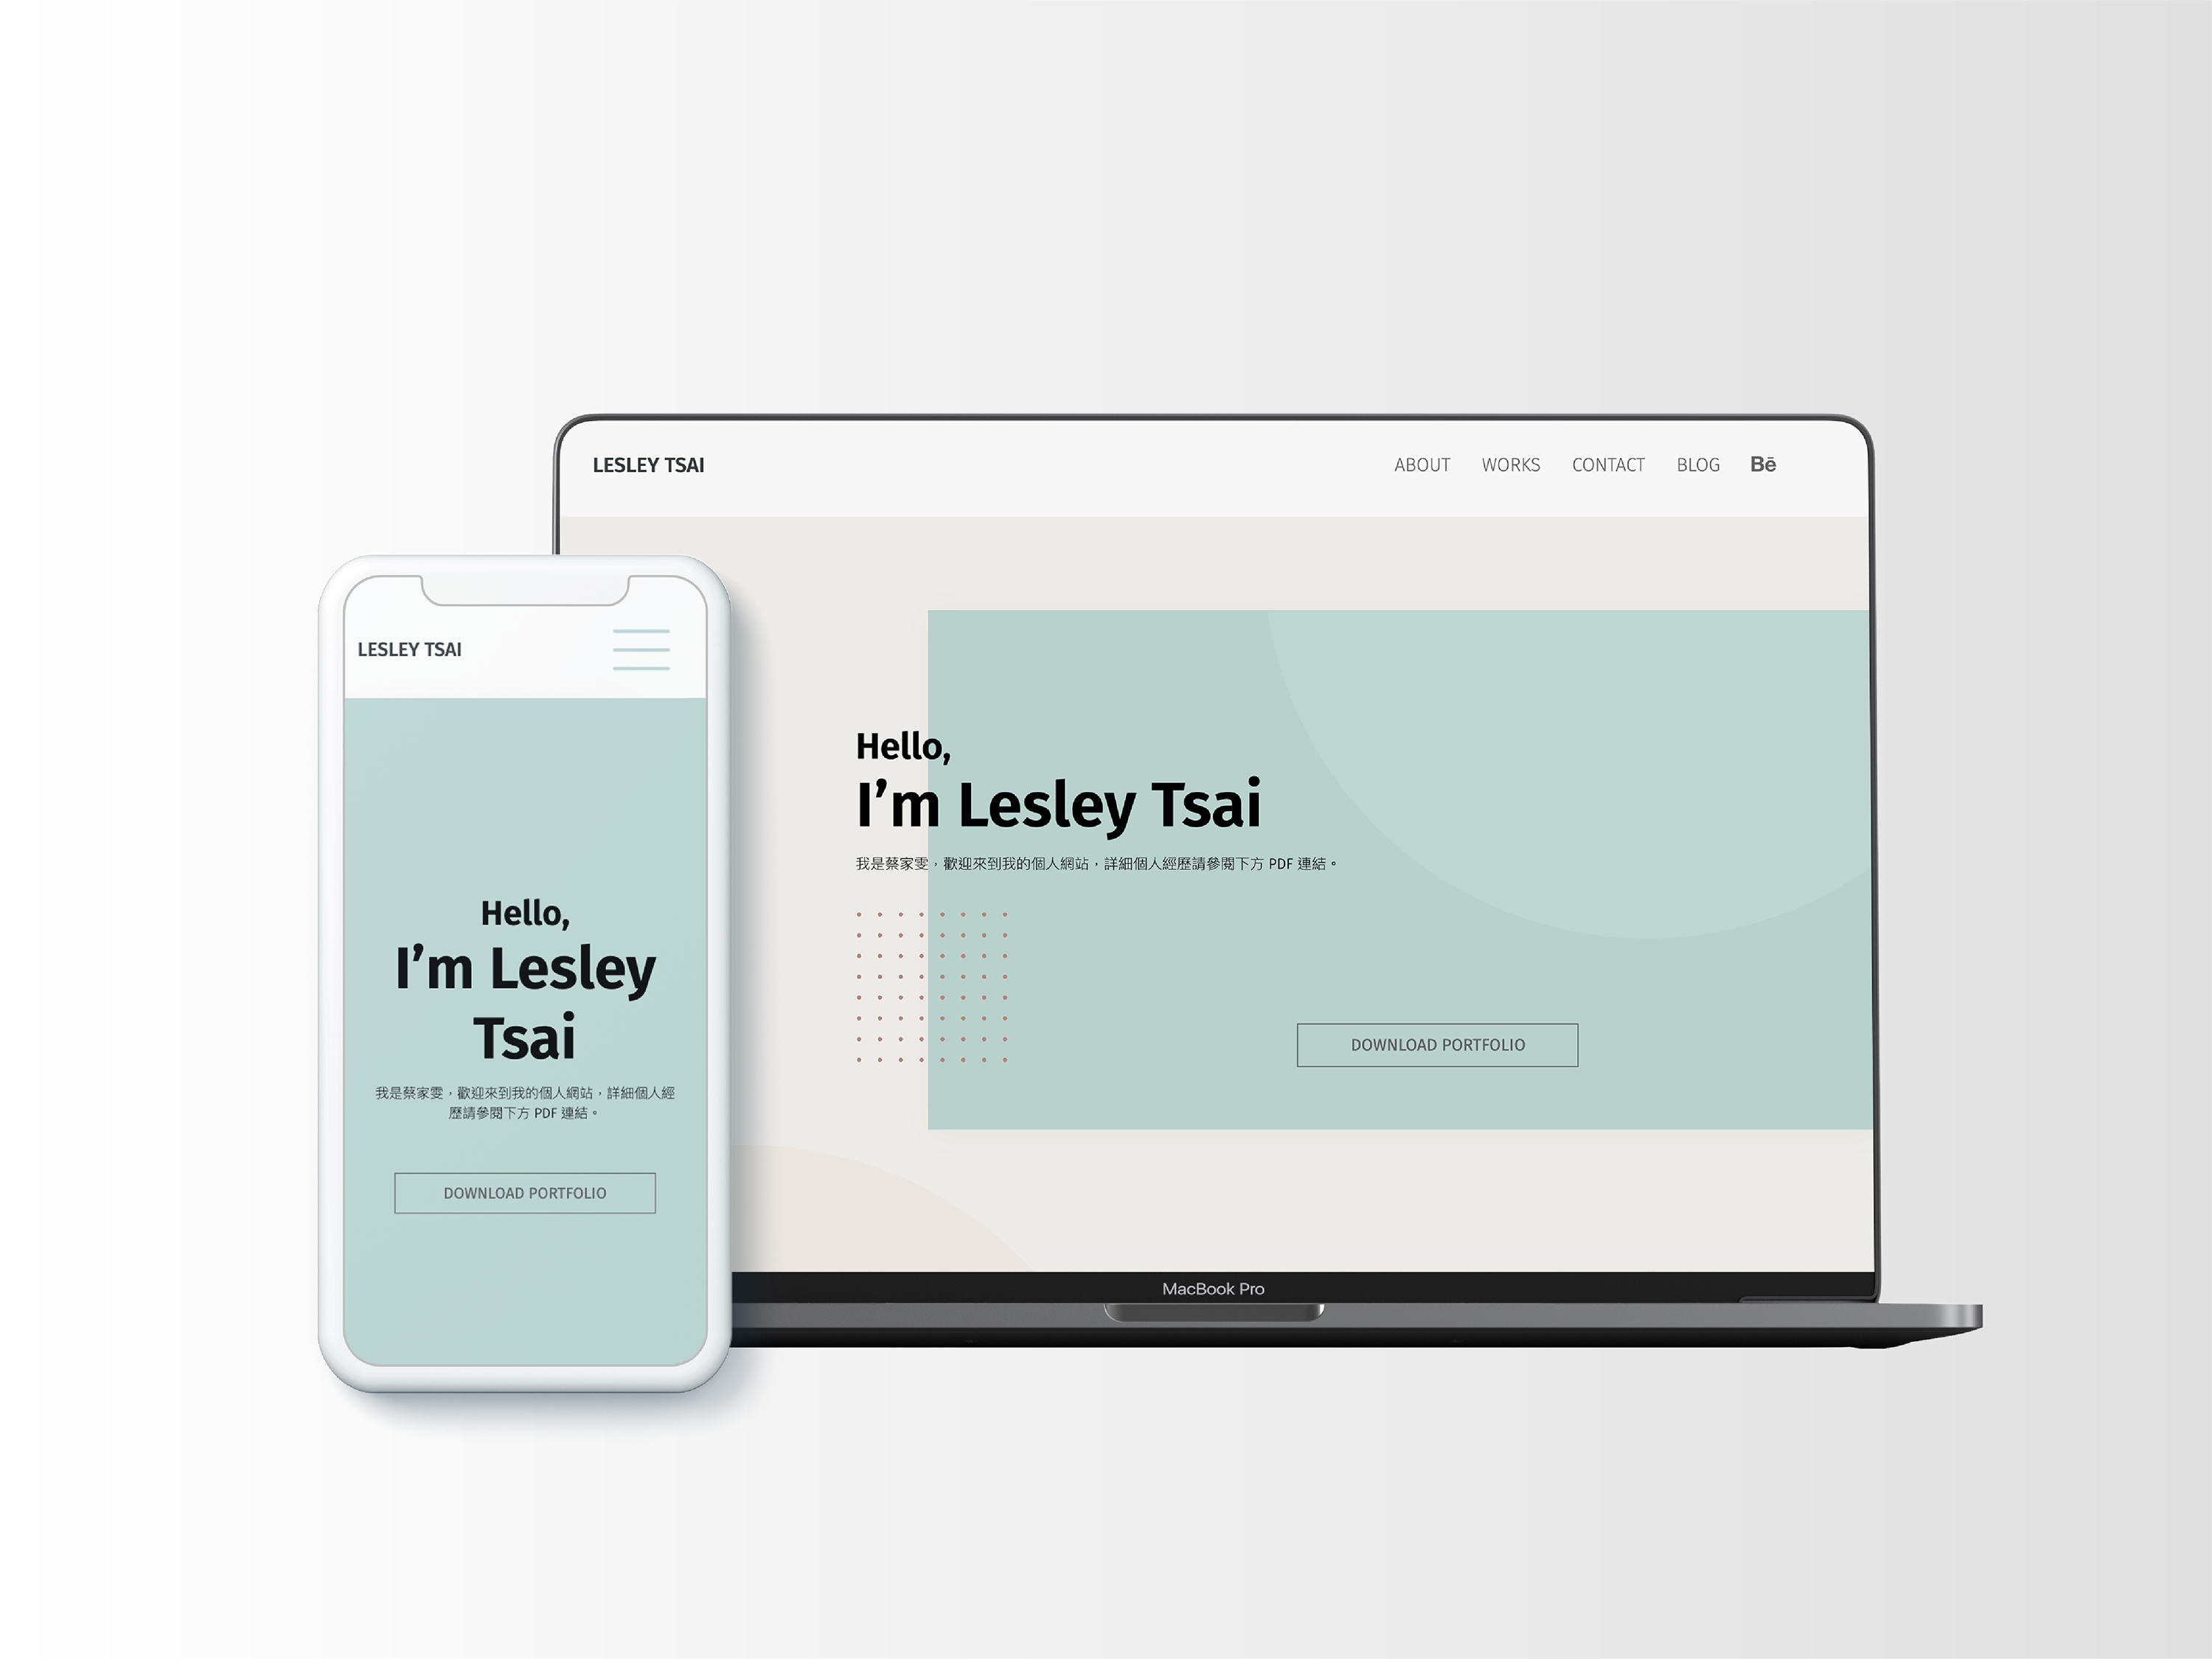 LESLEY TSAI
ABOUT WORKS CONTACT BLOG Bē
Hello,
I’m Lesley Tsai
我是蔡家雯，歡迎來到我的個人網站，詳細個人經歷請參閱下方 PDF 連結。
DOWNLOAD PORTFOLIO
MacBook Pro
LESLEY TSAI
Hello,
I’m Lesley
Tsai
我是蔡家雯，歡迎來到我的個人網站，詳細個人經
歷請參閱下方 PDF 連結。
DOWNLOAD PORTFOLIO